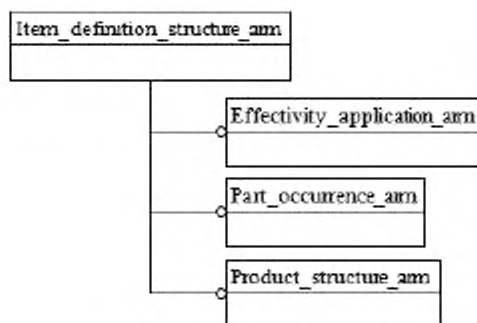 Item_definition_structure_arm
Effectivity_application_arm
Part_occurrence_arm
Product_structure_arm